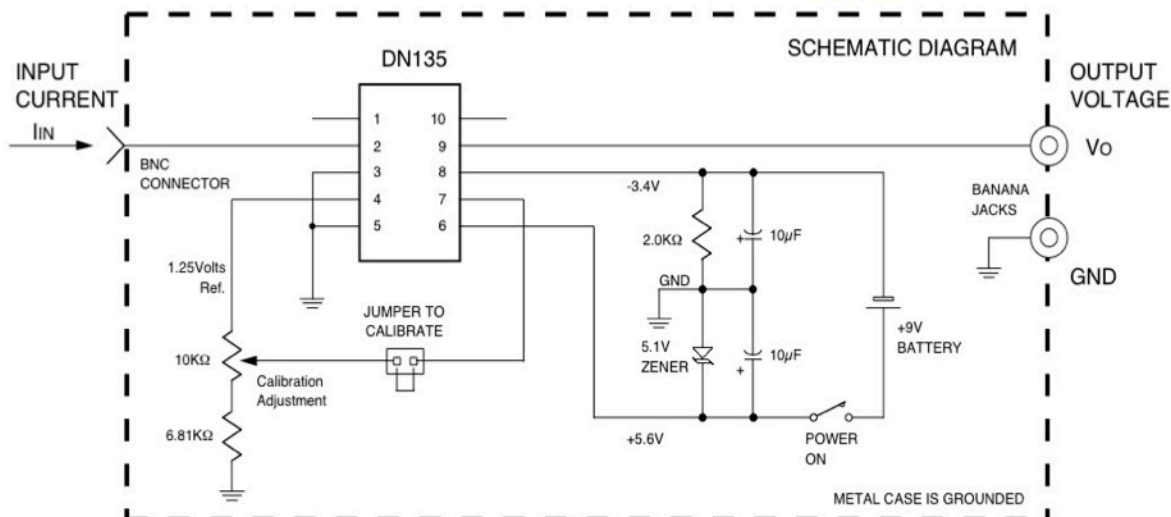 SCHEMATIC DIAGRAM
DN135
INPUT
CURRENT
IIN
OUTPUT
VOLTAGE
1 10
2 9
3 8
4 7
5 6
Vo
BNC
CONNECTOR
-3.4V
BANANA
JACKS
2.0KΩ
+ 10µF
GND
GND
1.25Volts
Ref.
JUMPER TO
CALIBRATE
10KΩ
5.1V
ZENER
+ 10µF
+9V
BATTERY
Calibration
Adjustment
6.81KΩ
+5.6V
POWER
ON
METAL CASE IS GROUNDED